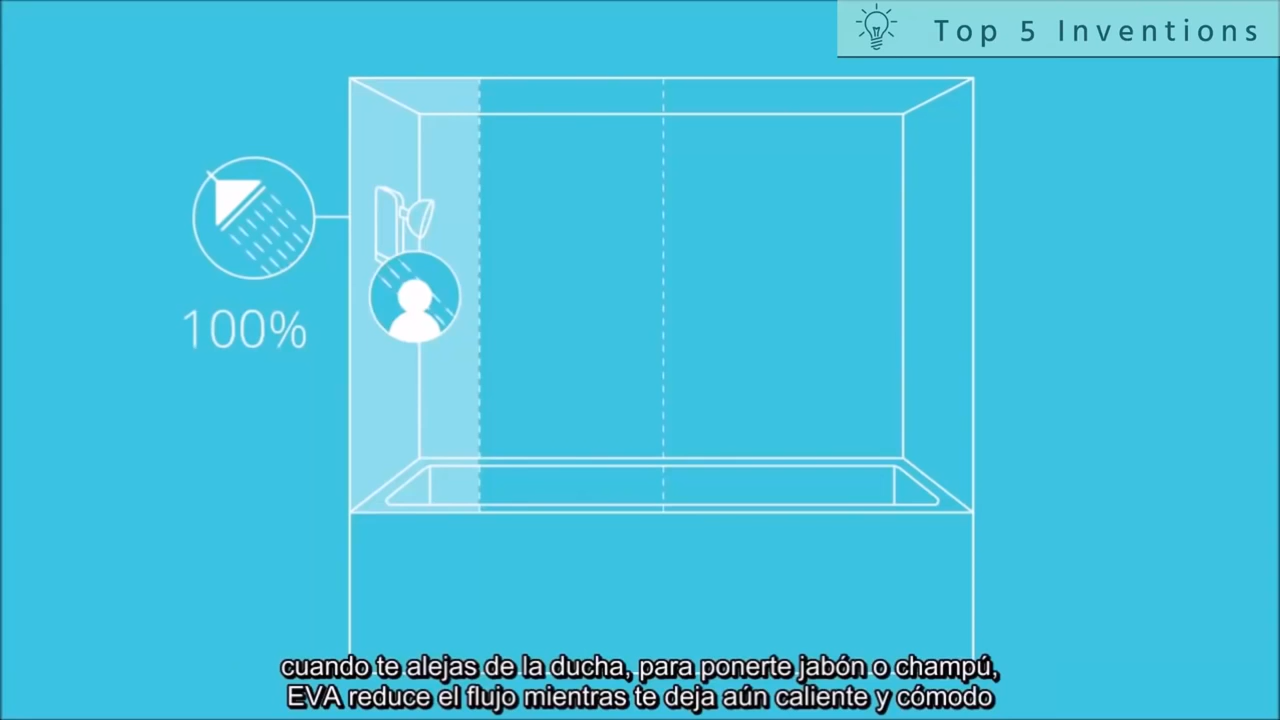 Top 5 Inventions
100%
cuando te alejas de la ducha, para ponerte jabón o champú,
EVA reduce el flujo mientras te deja aún caliente y cómodo